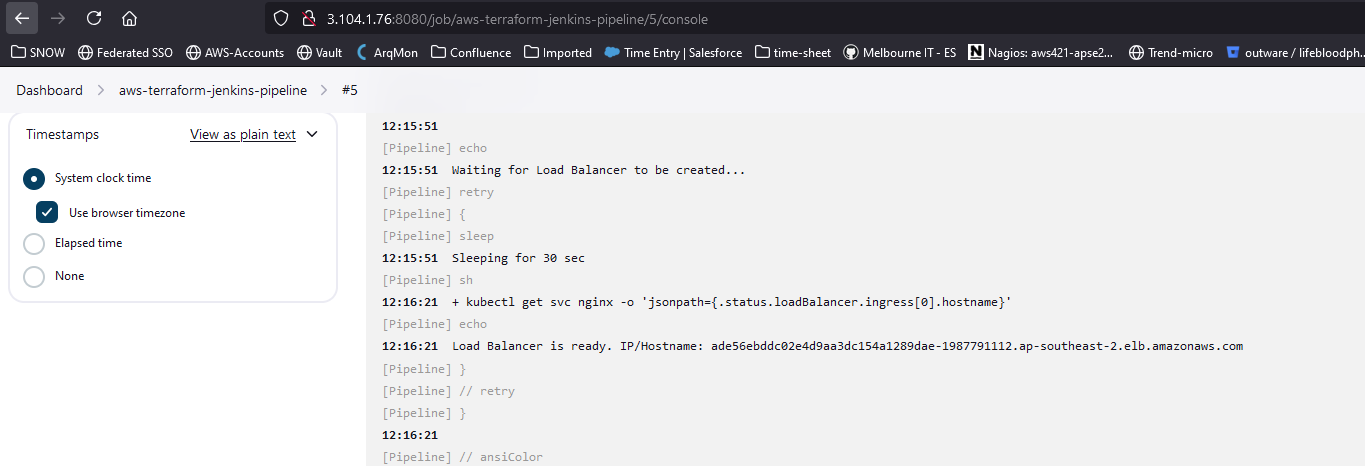 3.104.1.76:8080/job/aws-terraform-jenkins-pipeline/5/console
SNOW Federated SSO AWS-Accounts Vault ArqMon Confluence Imported Time Entry | Salesforce time-sheet Melbourne IT - ES Nagios: aws421-apse2... Trend-micro outware / lifebloodph...
Dashboard > aws-terraform-jenkins-pipeline > #5
Timestamps View as plain text
System clock time
Use browser timezone
Elapsed time
None
12:15:51
[Pipeline] echo
12:15:51 Waiting for Load Balancer to be created...
[Pipeline] retry
[Pipeline] {
[Pipeline] sleep
12:15:51 Sleeping for 30 sec
[Pipeline] sh
12:16:21 + kubectl get svc nginx -o 'jsonpath={.status.loadBalancer.ingress[0].hostname}'
[Pipeline] echo
12:16:21 Load Balancer is ready. IP/Hostname: ade56ebddc02e4d9aa3dc154a1289dae-1987791112.ap-southeast-2.elb.amazonaws.com
[Pipeline] }
[Pipeline] // retry
[Pipeline] }
12:16:21
[Pipeline] // ansiColor